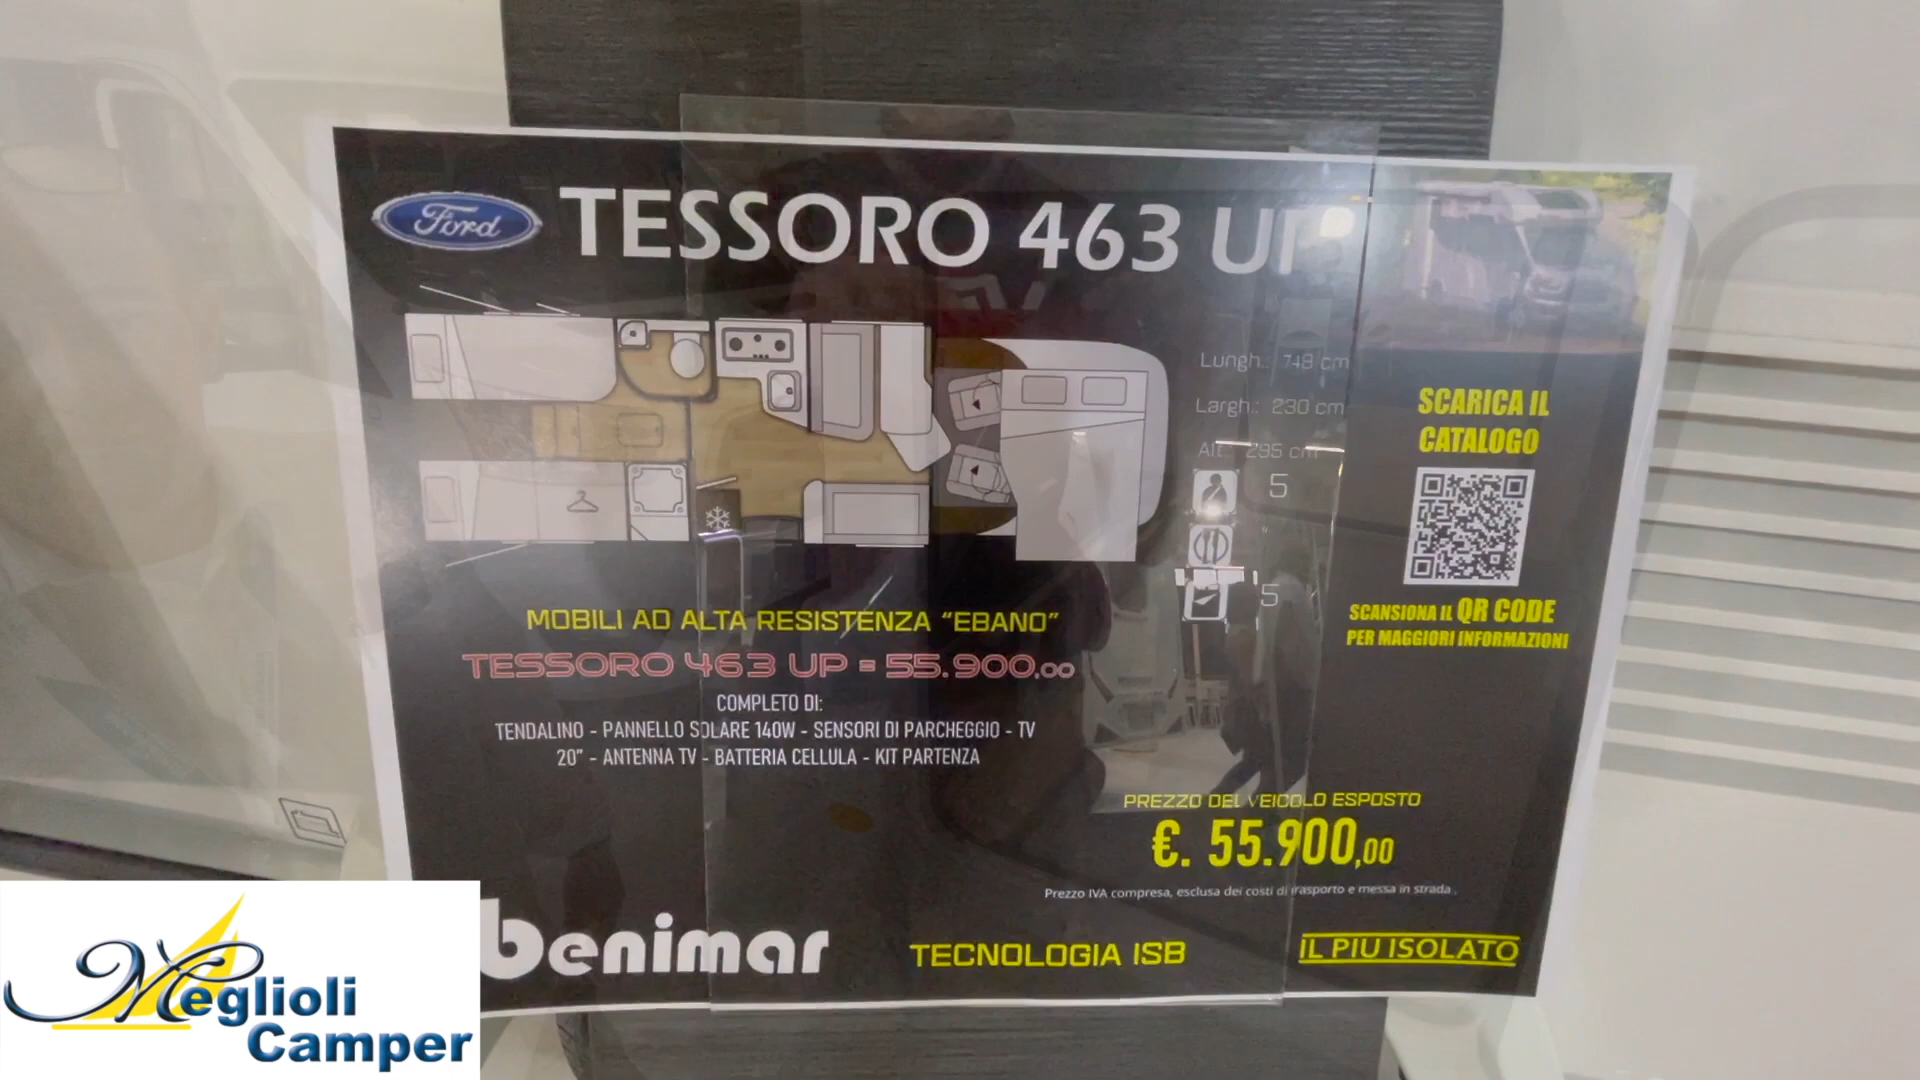 Ford
TESSORO 463 UP
Lungh.: 748 cm
Largh.: 230 cm
Alt.: 295 cm
5
5
SCARICA IL
CATALOGO
SCANSIONA IL QR CODE
PER MAGGIORI INFORMAZIONI
MOBILI AD ALTA RESISTENZA “EBANO”
TESSORO 463 UP = 55.900,00
COMPLETO DI:
TENDALINO - PANNELLO SOLARE 140W - SENSORI DI PARCHEGGIO - TV
20” - ANTENNA TV - BATTERIA CELLULA - KIT PARTENZA
PREZZO DEL VEICOLO ESPOSTO
€. 55.900,00
Prezzo IVA compresa, esclusa dei costi di trasporto e messa in strada .
benimar
TECNOLOGIA ISB
IL PIU ISOLATO
Meglioli
Camper